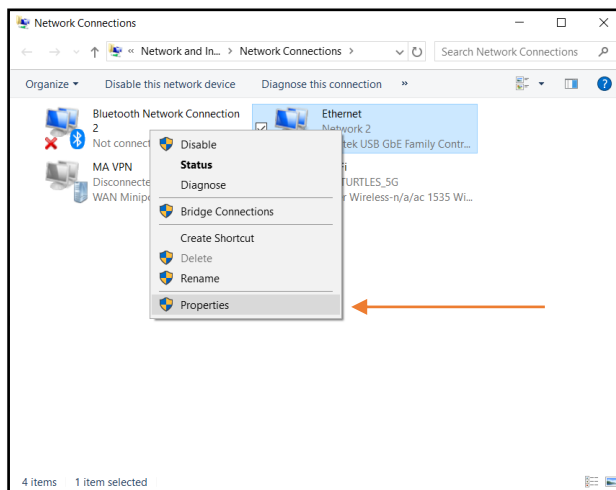 Network Connections
« Network and In... > Network Connections >
Search Network Connections
Organize
Disable this network device
Diagnose this connection
»
?
Bluetooth Network Connection
2
Not connect
Ethernet
Network 2
tek USB GbE Family Contr...
MA VPN
Disconnecte
WAN Minip
TURTLES_5G
r Wireless-n/a/ac 1535 Wi...
Disable
Status
Diagnose
Bridge Connections
Create Shortcut
Delete
Rename
Properties
4 items
1 item selected